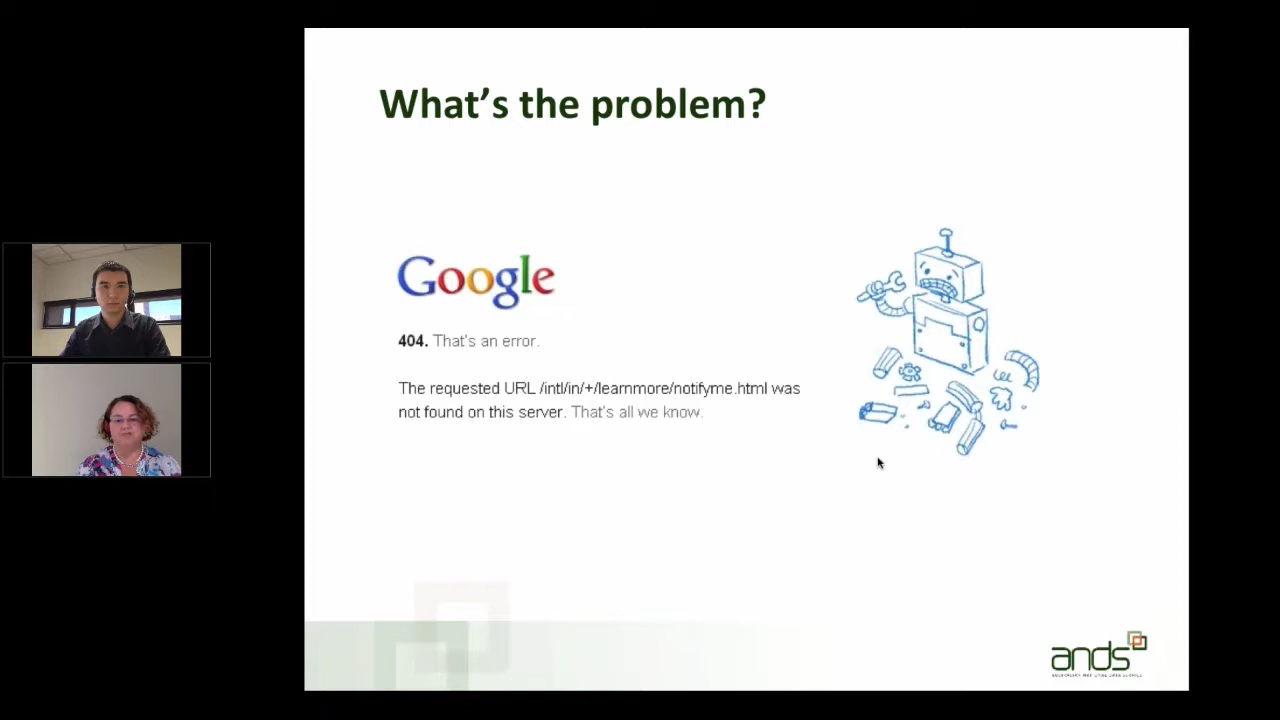 What's the problem?
Google
404. That's an error.
The requested URL /intl/in/+/learnmore/notifyme.html was
not found on this server. That's all we know.
ands